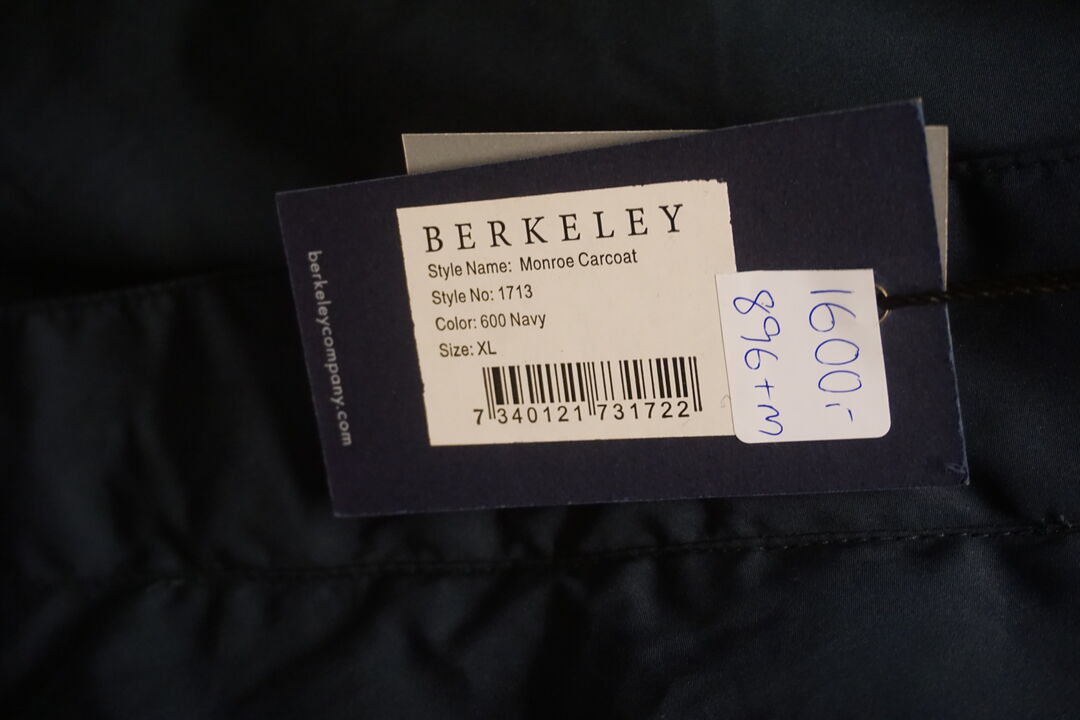 berkeleycompany.com
BERKELEY
Style Name: Monroe Carcoat
Style No: 1713
Color: 600 Navy
Size: XL
7 340121 731722
1600:-
896+m